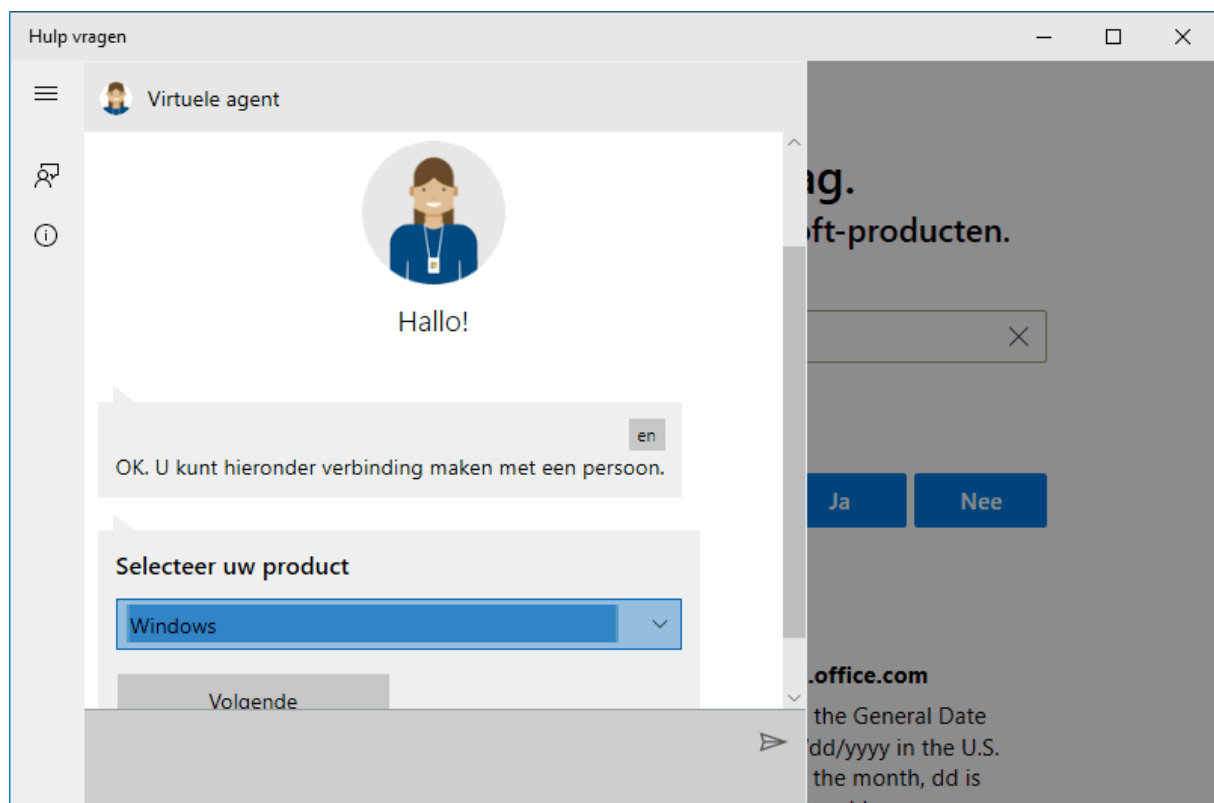 Hulp vragen
Virtuele agent
Hallo!
en
OK. U kunt hieronder verbinding maken met een persoon.
Selecteer uw product
Windows
Volgende
ag.
oft-producten.
Ja
Nee
.office.com
the General Date
/dd/yyyy in the U.S.
the month, dd is